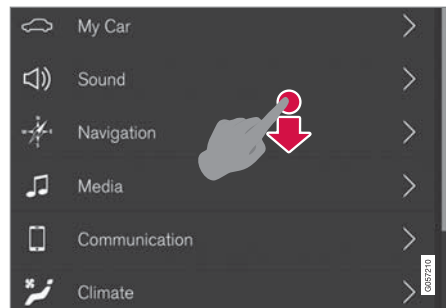 My Car
Sound
Navigation
Media
Communication
Climate
G057210